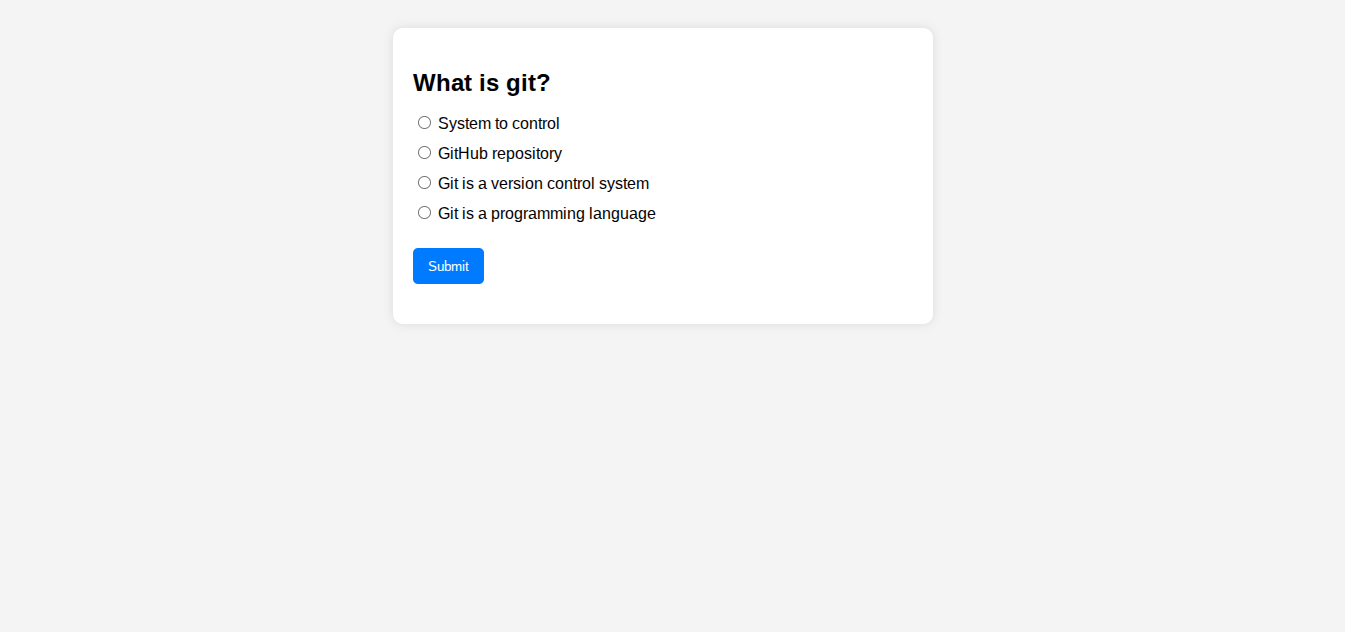 What is git?
System to control
GitHub repository
Git is a version control system
Git is a programming language
Submit